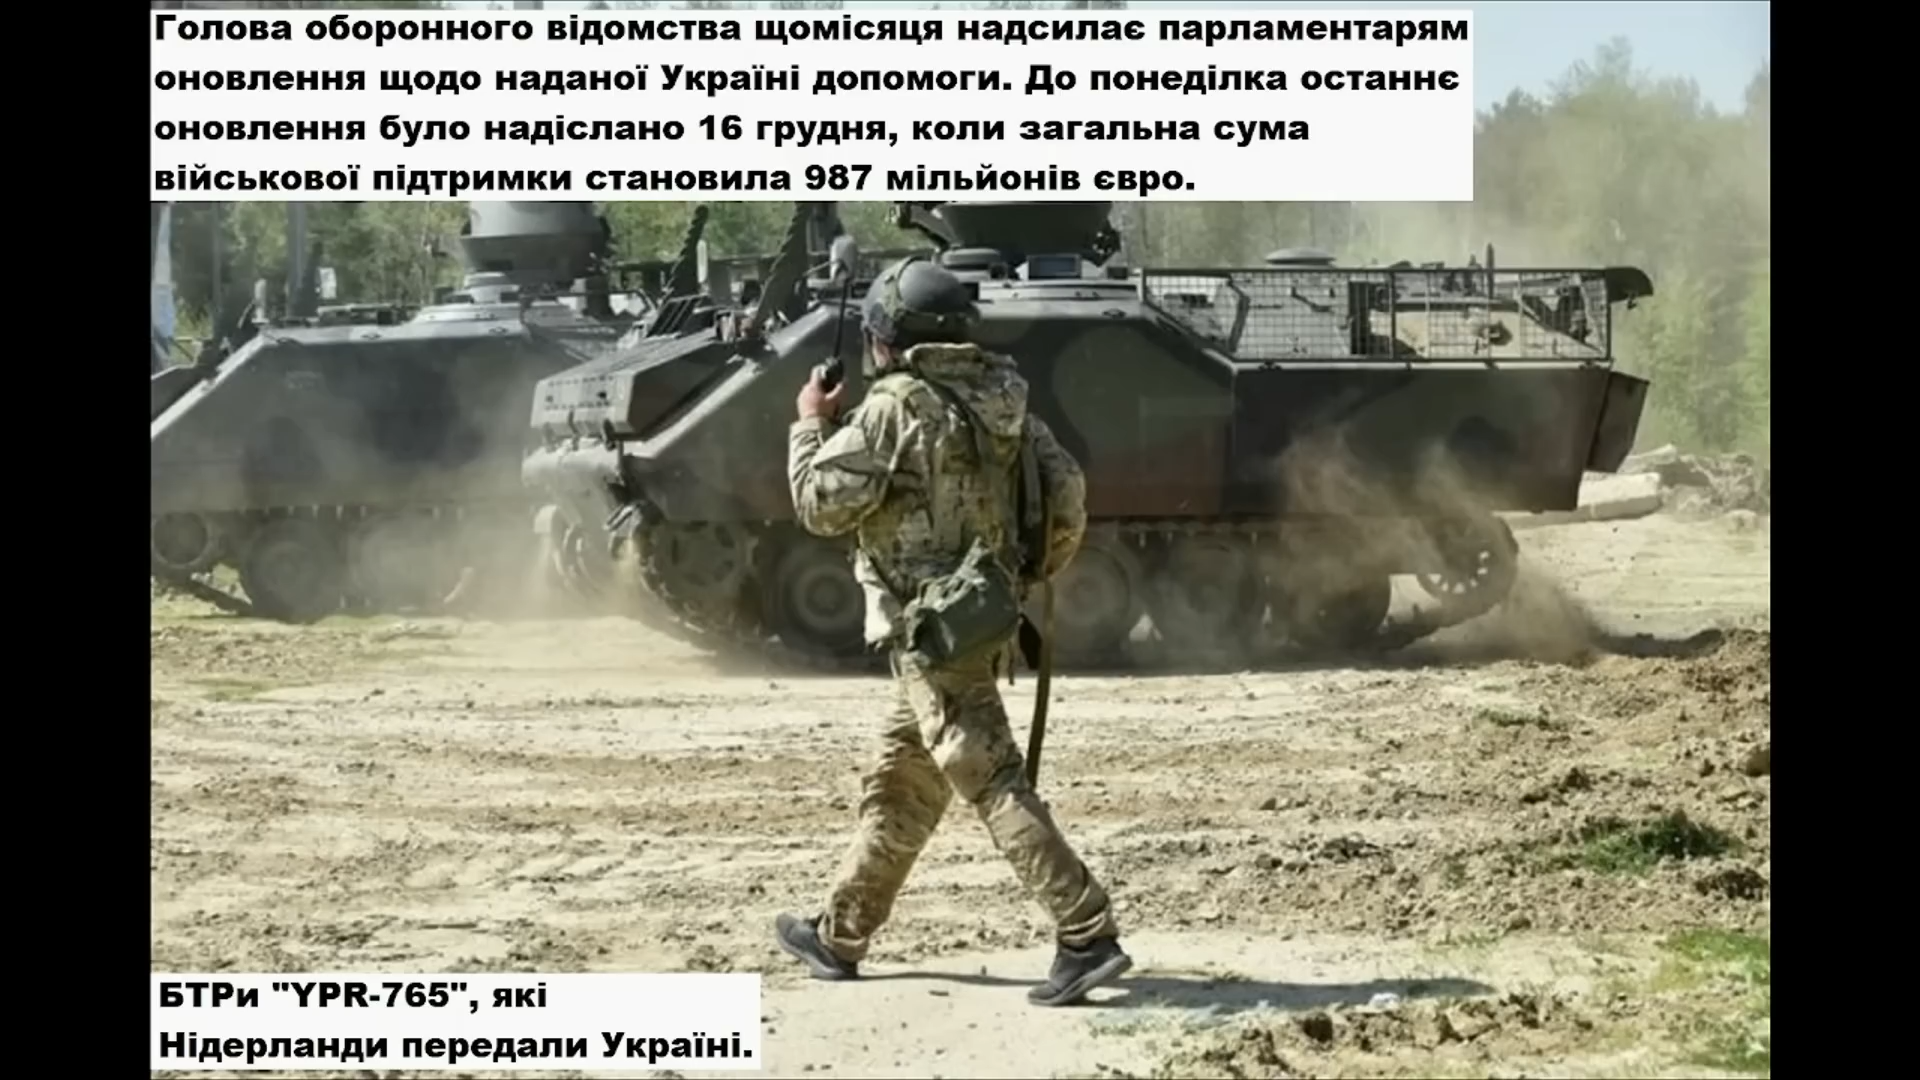 Голова оборонного відомства щомісяця надсилає парламентарям
оновлення щодо наданої Україні допомоги. До понеділка останнє
оновлення було надіслано 16 грудня, коли загальна сума
військової підтримки становила 987 мільйонів євро.
БТРи "YPR-765", які
Нідерланди передали Україні.